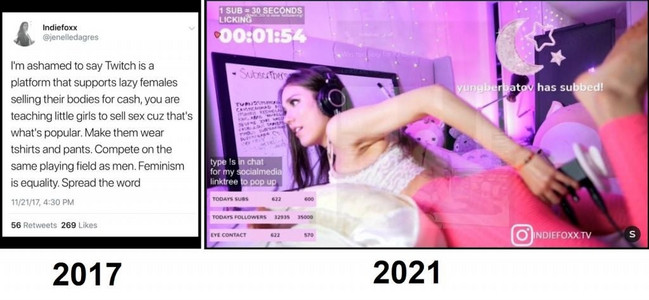 Indiefoxx
@jenelledagres
I'm ashamed to say Twitch is a
platform that supports lazy females
selling their bodies for cash, you are
teaching little girls to sell sex cuz that's
what's popular. Make them wear
tshirts and pants. Compete on the
same playing field as men. Feminism
is equality. Spread the word
11/21/17, 4:30 PM
56 Retweets 269 Likes
2017
1 SUB = 30 SECONDS
LICKING
00:01:54
Subscribers
yungbernatov has subbed!
type !s in chat
for my socialmedia
linktree to pop up
TODAYS SUBS 622 600
TODAYS FOLLOWERS 32935 35000
EYE CONTACT 622 570
INDIEFOXX.TV
S
2021